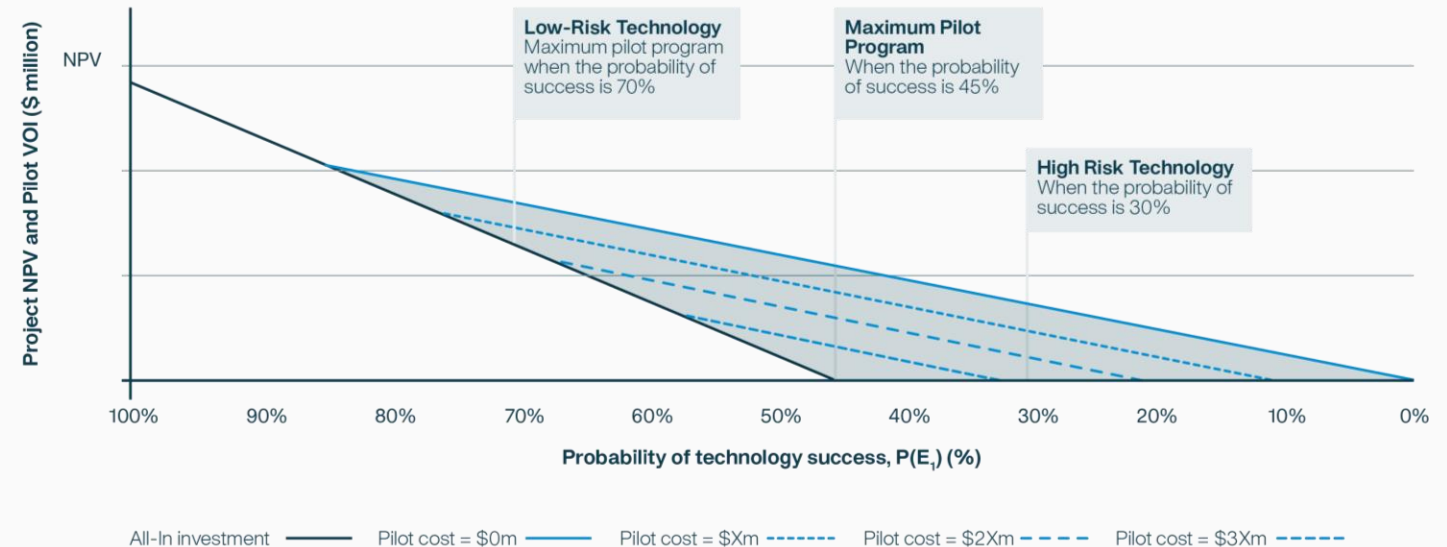 Project NPV and Pilot VOI ($ million)
NPV
Low-Risk Technology
Maximum pilot program
when the probability of
success is 70%
Maximum Pilot
Program
When the probability
of success is 45%
High Risk Technology
When the probability of
success is 30%
100% 90% 80% 70% 60% 50% 40% 30% 20% 10% 0%
Probability of technology success, P(E₁) (%)
All-In investment Pilot cost = $0m Pilot cost = $Xm Pilot cost = $2Xm Pilot cost = $3Xm